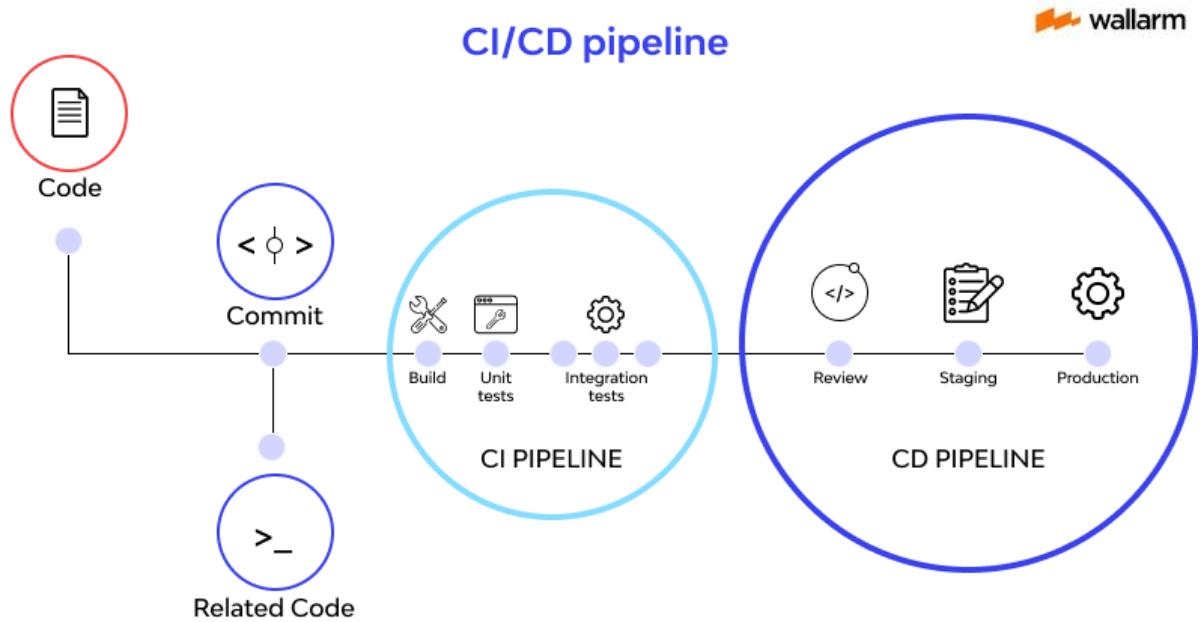 wallarm
CI/CD pipeline
Code
< >
Commit
Build
Unit
tests
Integration
tests
CI PIPELINE
</>
Review
Staging
Production
CD PIPELINE
>_
Related Code